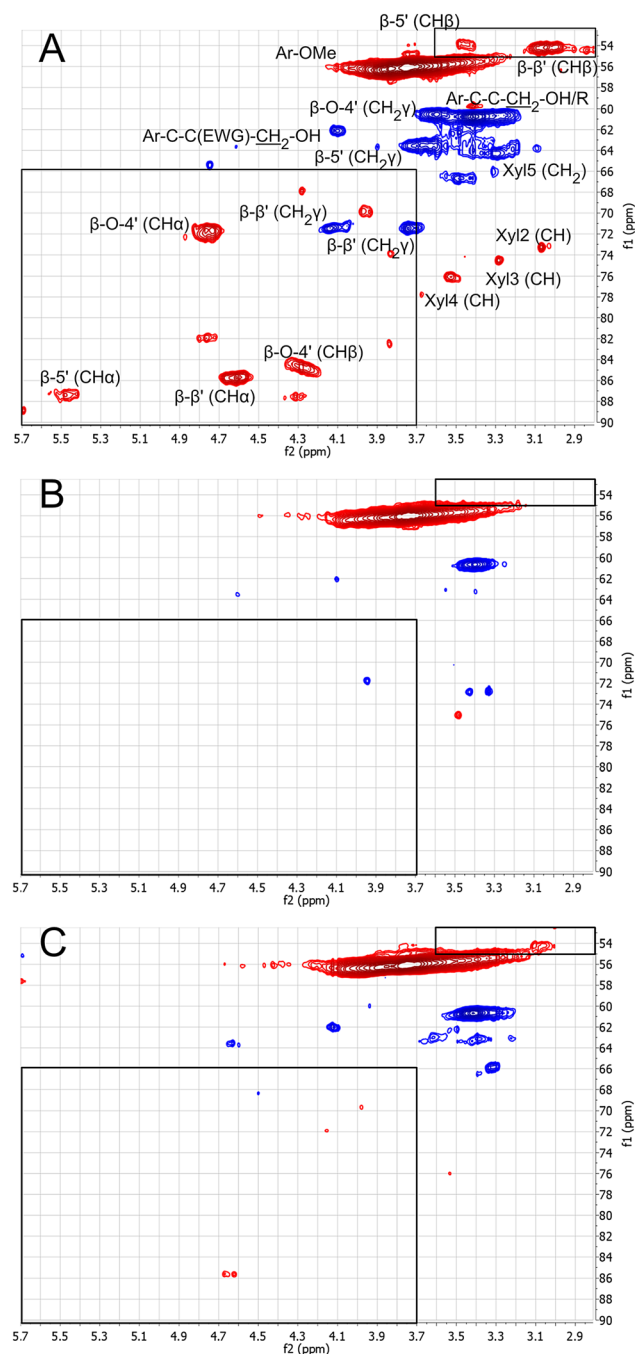 A
β-5' (CHβ)
Ar-OMe
β-β' (CHβ)
β-O-4' (CH₂γ)
Ar-C-C-CH₂-OH/R
Ar-C-C(EWG)-CH₂-OH
β-5' (CH₂γ)
Xyl5 (CH₂)
β-O-4' (CHα)
β-β' (CH₂γ)
β-β' (CH₂γ)
Xyl2 (CH)
Xyl3 (CH)
Xyl4 (CH)
β-O-4' (CHβ)
β-5' (CHα)
β-β' (CHα)
54
56
58
60
62
64
66
68
70
72
74
76
78
80
82
84
86
88
90
f1 (ppm)
5.7 5.5 5.3 5.1 4.9 4.7 4.5 4.3 4.1 3.9 3.7 3.5 3.3 3.1 2.9
f2 (ppm)
B
54
56
58
60
62
64
66
68
70
72
74
76
78
80
82
84
86
88
90
f1 (ppm)
5.7 5.5 5.3 5.1 4.9 4.7 4.5 4.3 4.1 3.9 3.7 3.5 3.3 3.1 2.9
f2 (ppm)
C
54
56
58
60
62
64
66
68
70
72
74
76
78
80
82
84
86
88
90
f1 (ppm)
5.7 5.5 5.3 5.1 4.9 4.7 4.5 4.3 4.1 3.9 3.7 3.5 3.3 3.1 2.9
f2 (ppm)